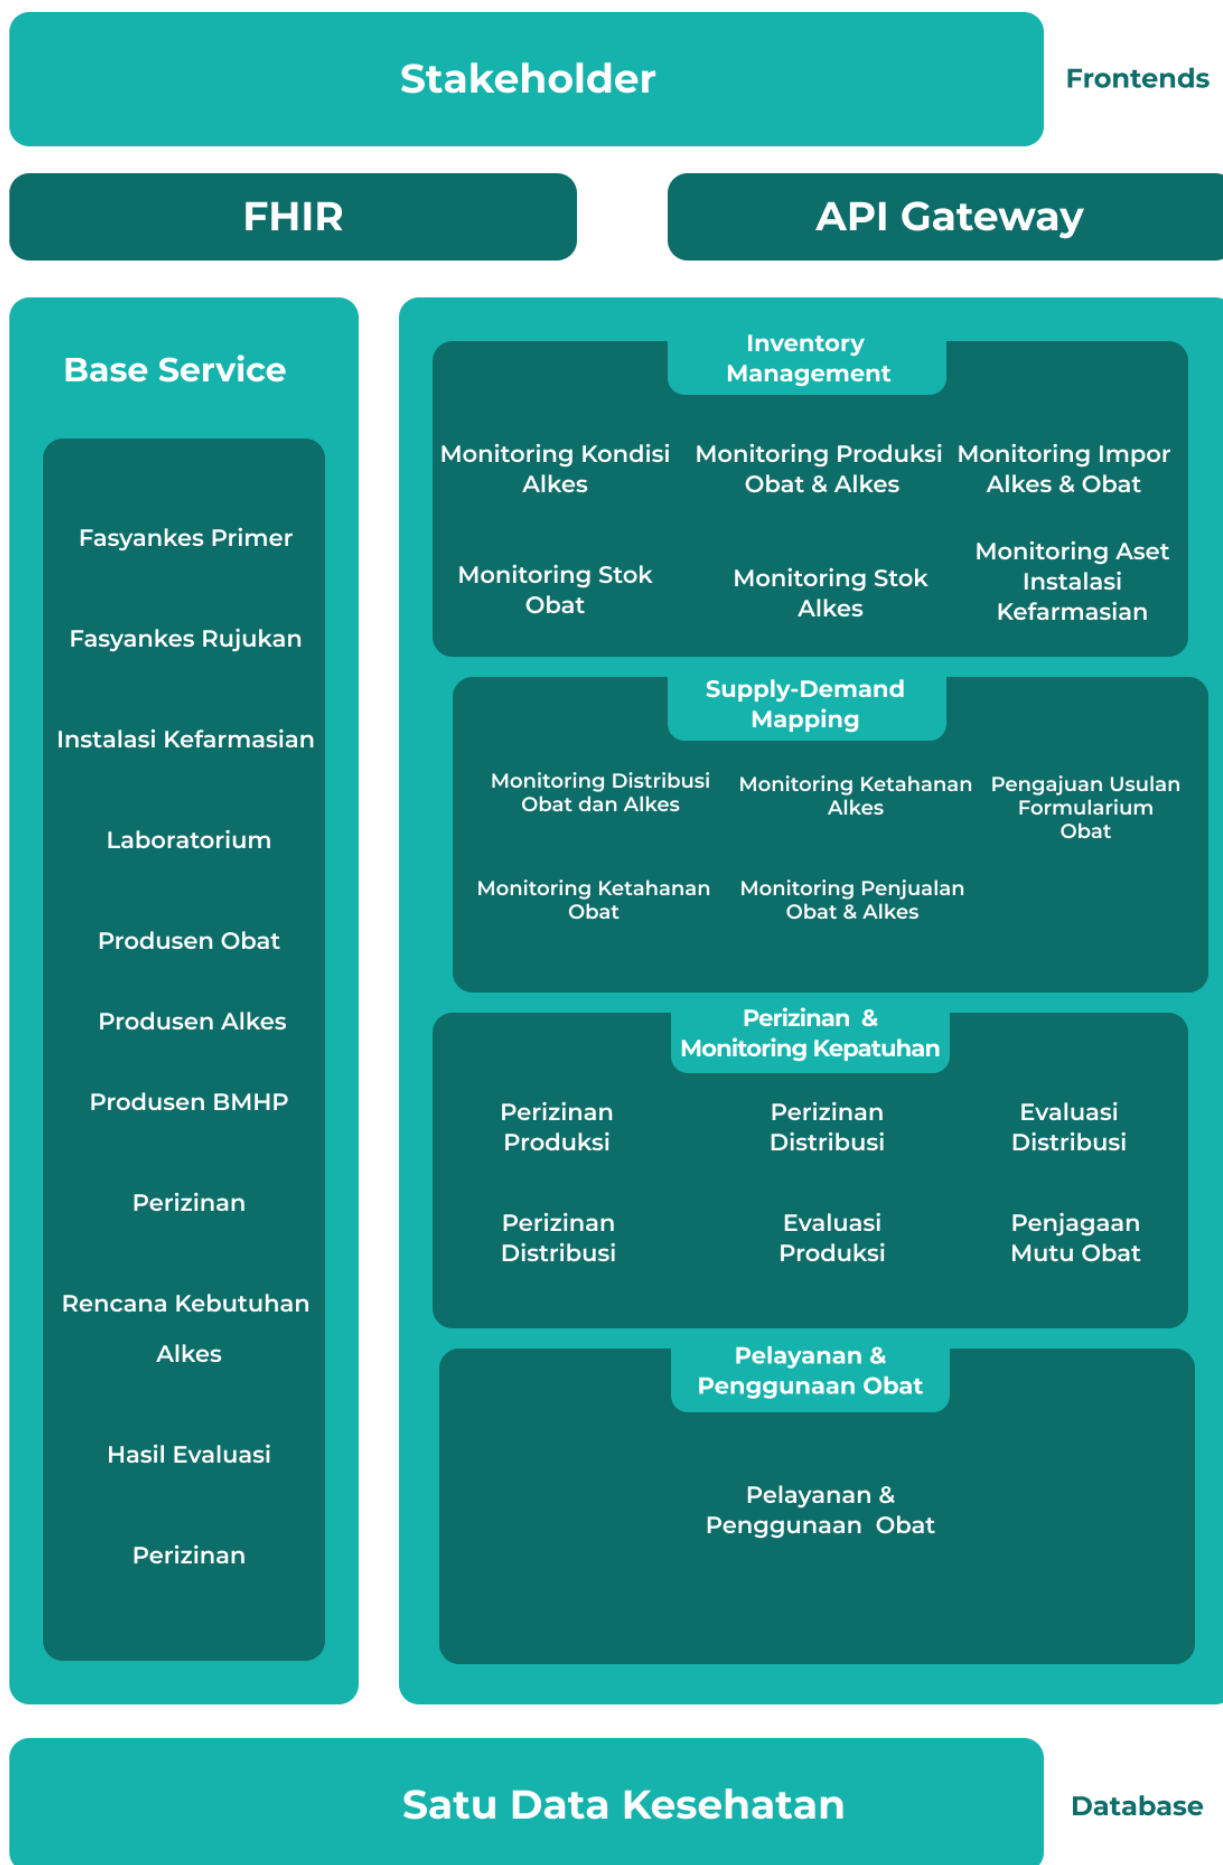 Stakeholder
Frontends
FHIR
API Gateway
Base Service
Fasyankes Primer
Fasyankes Rujukan
Instalasi Kefarmasian
Laboratorium
Produsen Obat
Produsen Alkes
Produsen BMHP
Perizinan
Rencana Kebutuhan
Alkes
Hasil Evaluasi
Perizinan
Inventory
Management
Monitoring Kondisi
Alkes
Monitoring Produksi
Obat & Alkes
Monitoring Impor
Alkes & Obat
Monitoring Stok
Obat
Monitoring Stok
Alkes
Monitoring Aset
Instalasi
Kefarmasian
Supply-Demand
Mapping
Monitoring Distribusi
Obat dan Alkes
Monitoring Ketahanan
Alkes
Pengajuan Usulan
Formularium
Obat
Monitoring Ketahanan
Obat
Monitoring Penjualan
Obat & Alkes
Perizinan &
Monitoring Kepatuhan
Perizinan
Produksi
Perizinan
Distribusi
Evaluasi
Distribusi
Perizinan
Distribusi
Evaluasi
Produksi
Penjagaan
Mutu Obat
Pelayanan &
Penggunaan Obat
Pelayanan &
Penggunaan Obat
Satu Data Kesehatan
Database